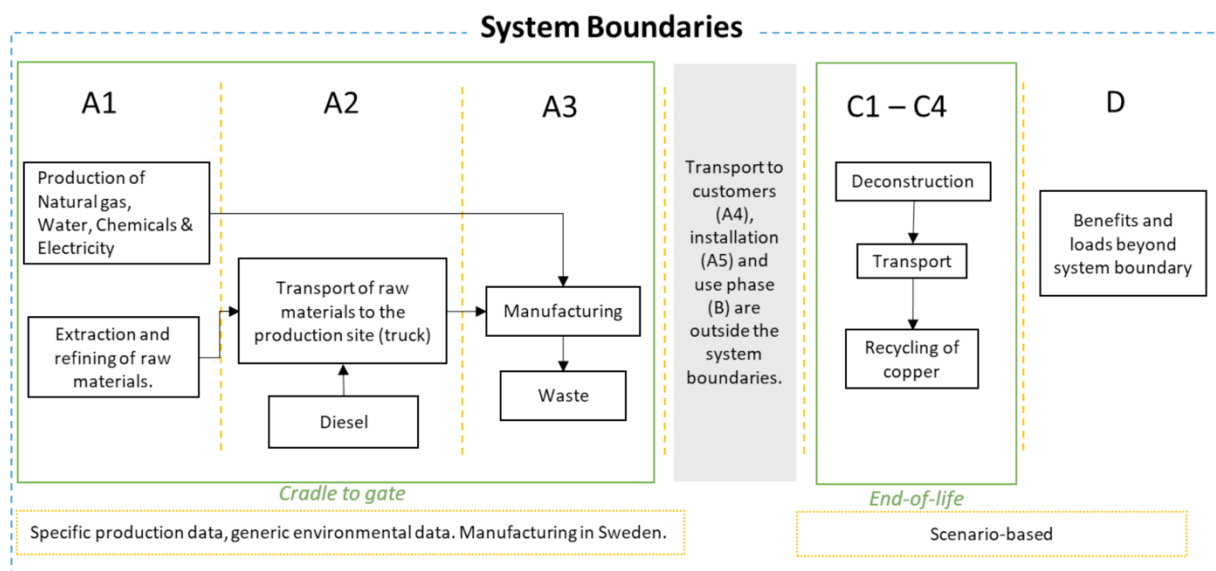 System Boundaries
A1
Production of
Natural gas,
Water, Chemicals &
Electricity
Extraction and
refining of raw
materials.
A2
Transport of raw
materials to the
production site (truck)
Diesel
A3
Manufacturing
Waste
Cradle to gate
Transport to
customers
(A4),
installation
(A5) and
use phase
(B) are
outside the
system
boundaries.
C1 – C4
Deconstruction
Transport
Recycling of
copper
End-of-life
D
Benefits and
loads beyond
system boundary
Specific production data, generic environmental data. Manufacturing in Sweden.
Scenario-based